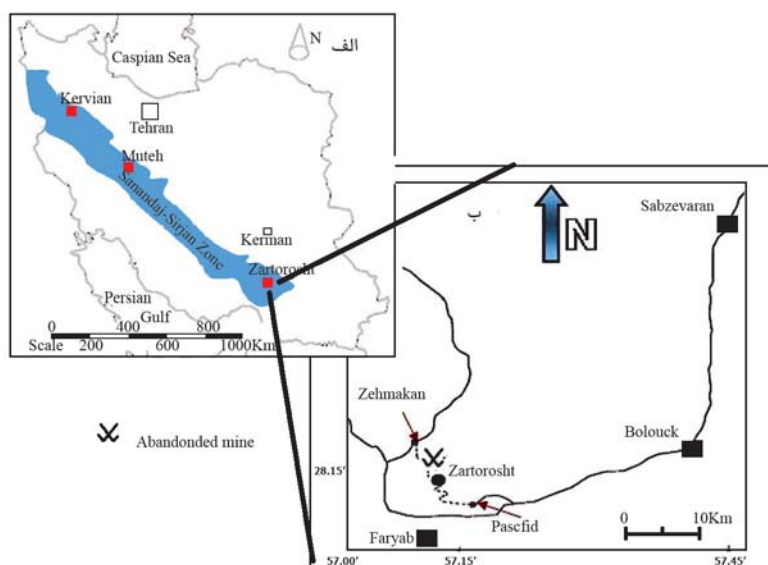 N
الف
Caspian Sea
Kervian
Tehran
Muteh
Sanandaj-Sirjan Zone
Kerman
Zartorosht
Persian
Gulf
0 400 800
Scale 200 600 1000Km
Abandonded mine
ب
N
Sabzevaran
Zehmakan
Bolouck
Zartorosht
28.15'
Pascfid
0 10Km
Faryab
57.00' 57.15' 57.45'